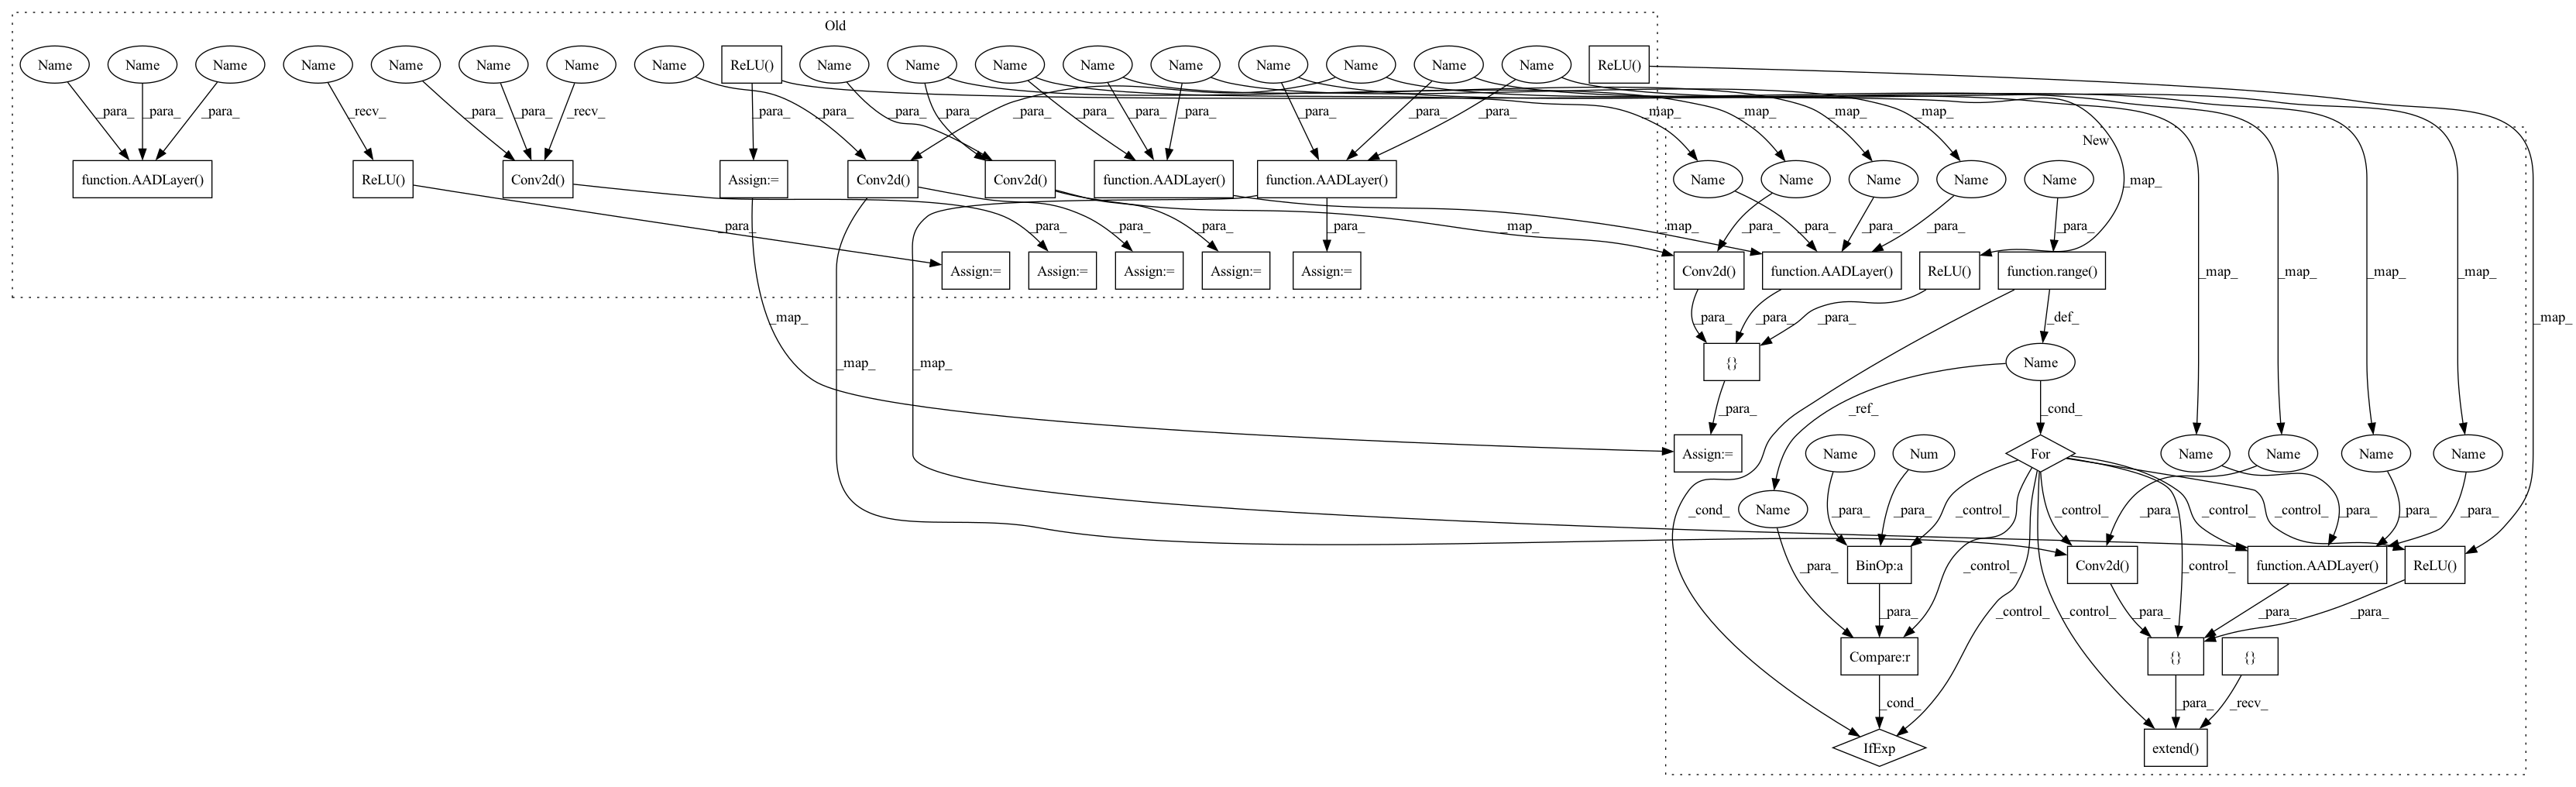 Old
Name Name Name Name Name Name Name Name ReLU() Name Name Name Name Name Name Name Name Name ReLU()
_para_ _para_ _para_ _recv_ _para_ _para_ _recv_ _para_ _para_ _para_ _para_ _para_ _para_ _para_ _para_ _para_ _para_ _para_ _map_ _map_ _map_ _map_
New
function.AADLayer() ReLU() Conv2d() Assign:= Conv2d() Conv2d() function.AADLayer() function.AADLayer() Name Name Name Name Name _map_
_para_ _para_ _para_ _para_ _para_ _map_ _map_ _para_ _para_ _para_ _para_ _para_
Assign:= Assign:= Assign:= Assign:= Assign:= Conv2d() function.AADLayer() ReLU() function.range() _map_ _map_ _map_ _map_
_map_ _para_ _para_ _para_ _def_ _map_
_map_ _map_ {} Name
_para_ _ref_ _cond_
Assign:= Name Num For Name Name Name Name
_cond_ Name _para_ _para_ _control_ _control_ _para_ _control_ _control_ _para_ _para_
_para_ BinOp:a _control_ Conv2d() _control_ function.AADLayer() ReLU()
_para_ _control_ _control_ _para_ _para_ _para_
Compare:r {} {}
_cond_ _para_ _recv_
IfExp extend()